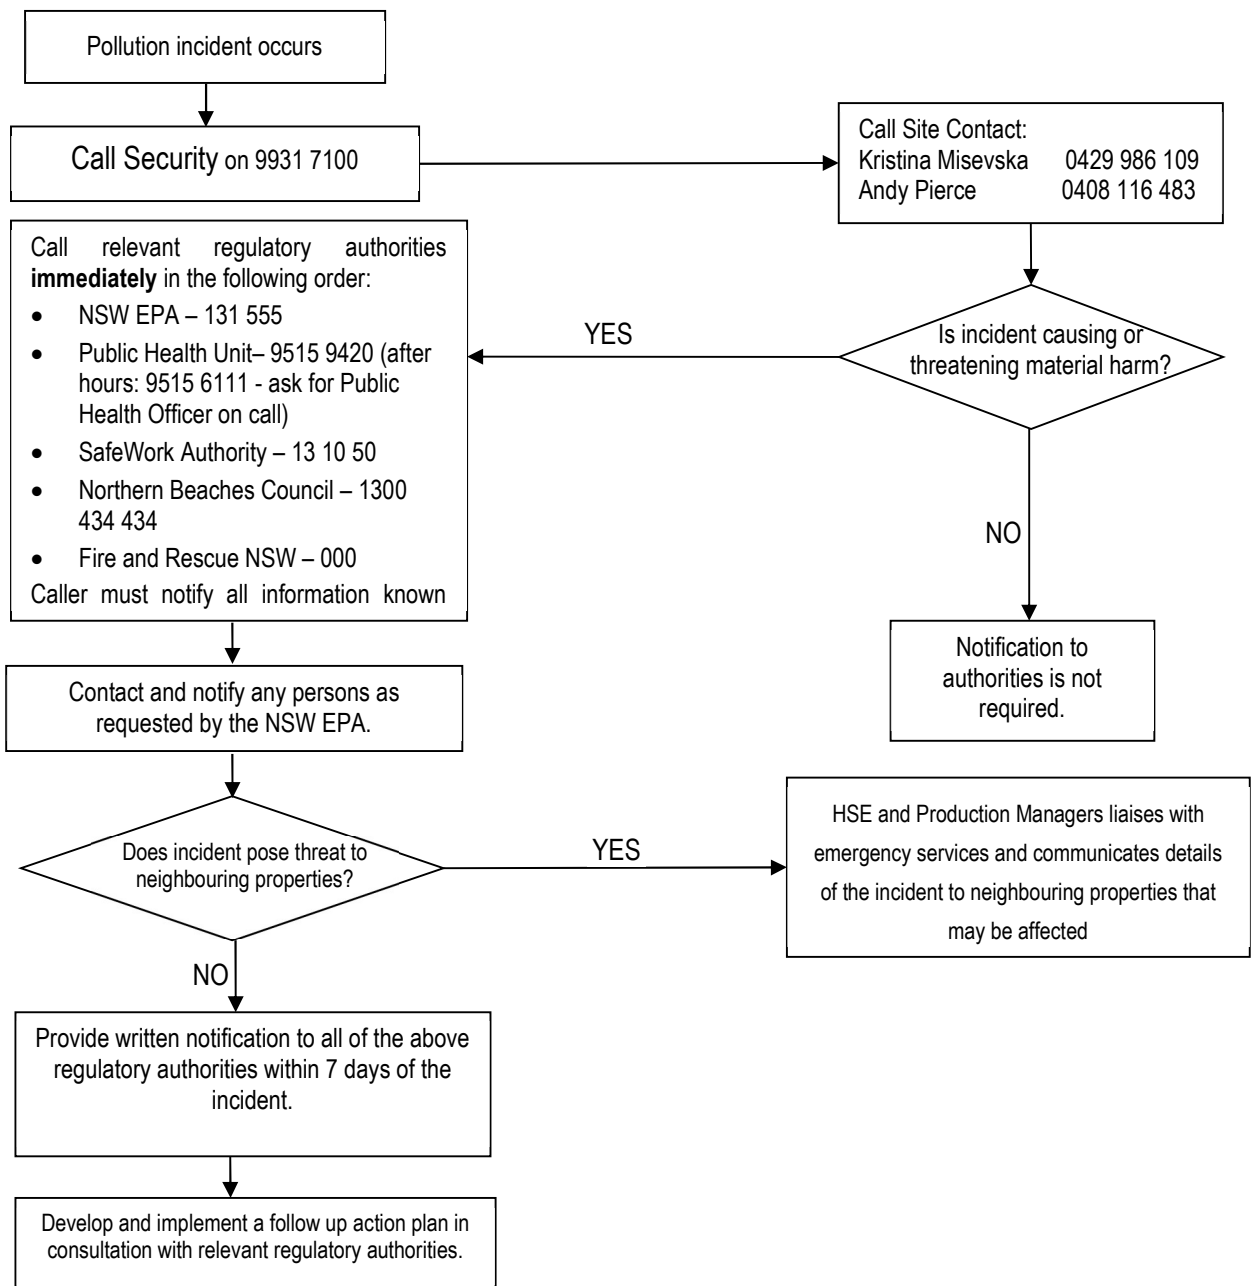 Pollution incident occurs
Call Security on 9931 7100
Call Site Contact:
Kristina Misevska 0429 986 109
Andy Pierce 0408 116 483
Is incident causing or
threatening material harm?
YES
Call relevant regulatory authorities
immediately in the following order:
• NSW EPA – 131 555
• Public Health Unit– 9515 9420 (after
hours: 9515 6111 - ask for Public
Health Officer on call)
• SafeWork Authority – 13 10 50
• Northern Beaches Council – 1300
434 434
• Fire and Rescue NSW – 000
Caller must notify all information known
NO
Notification to
authorities is not
required.
Contact and notify any persons as
requested by the NSW EPA.
Does incident pose threat to
neighbouring properties?
YES
HSE and Production Managers liaises with
emergency services and communicates details
of the incident to neighbouring properties that
may be affected
NO
Provide written notification to all of the above
regulatory authorities within 7 days of the
incident.
Develop and implement a follow up action plan in
consultation with relevant regulatory authorities.